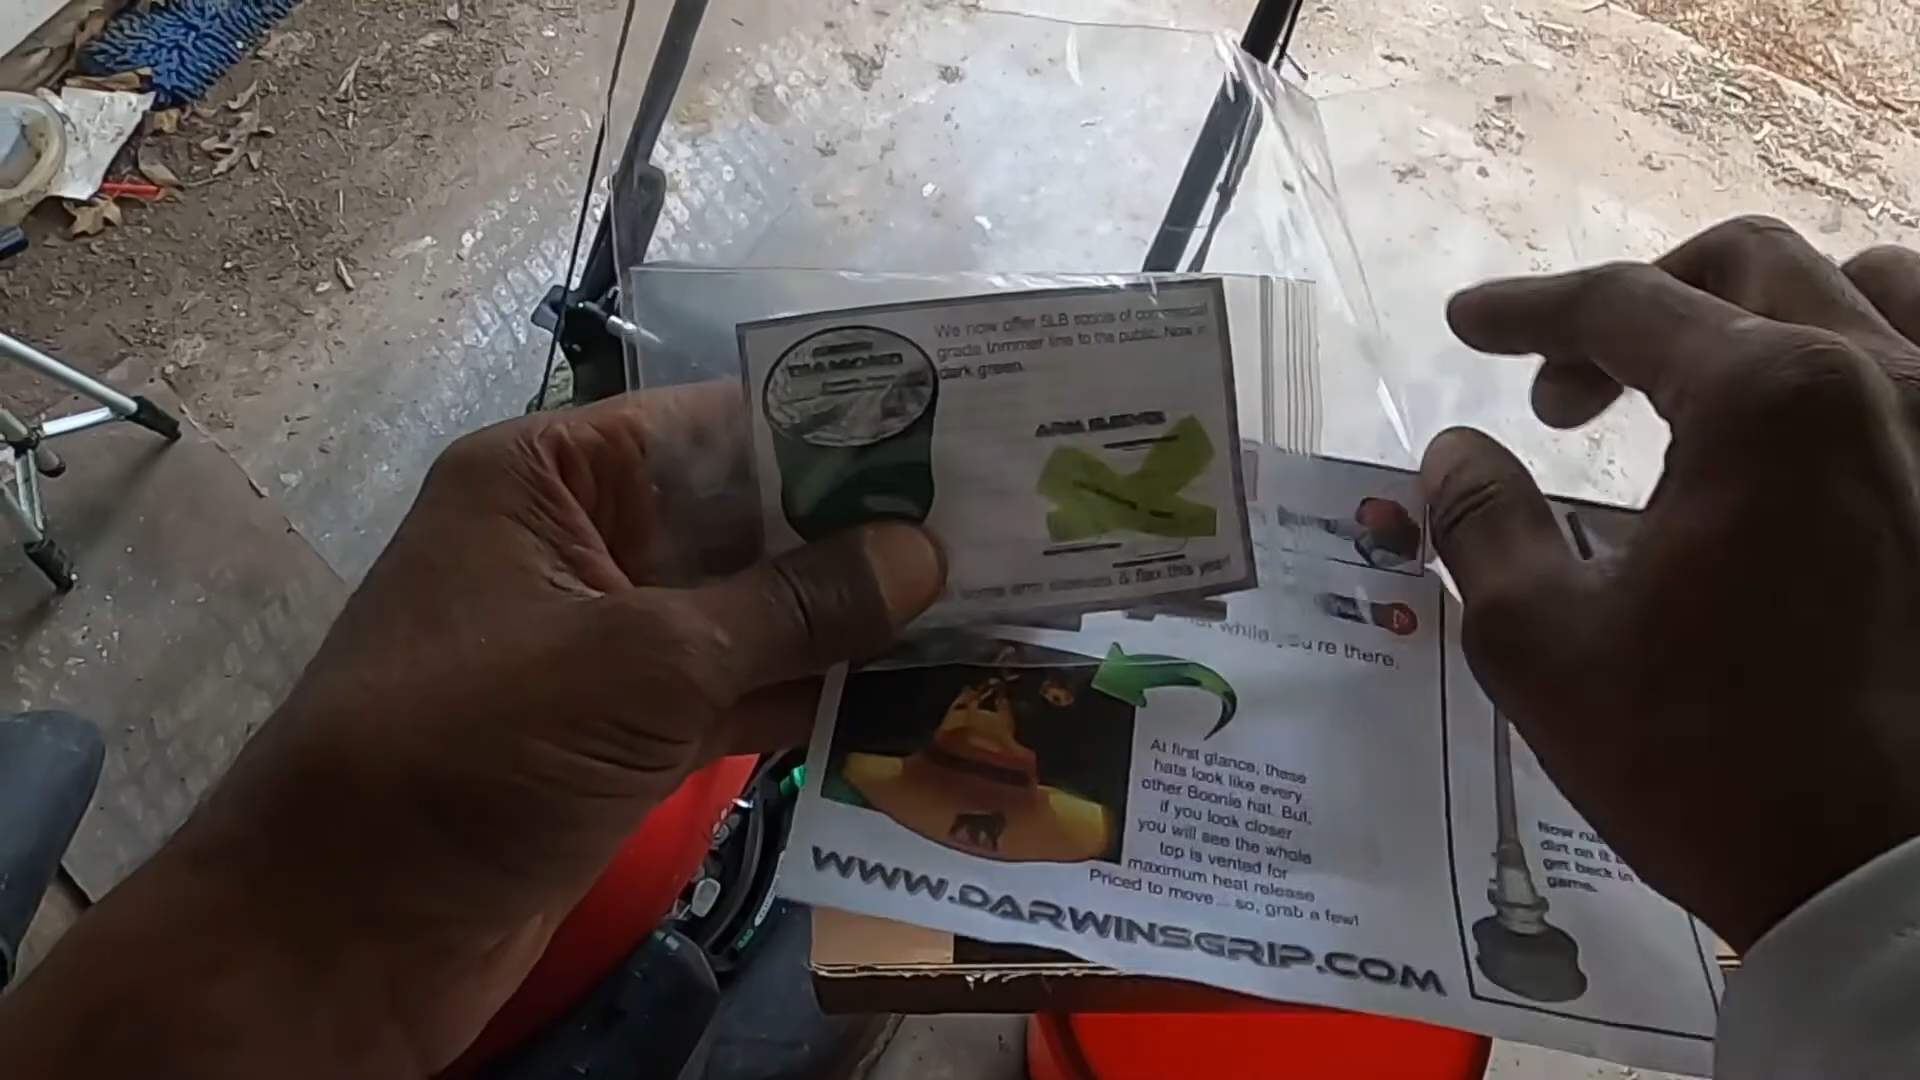 DIAMOND
We now offer 5LB spools of commercial
grade trimmer line to the public. Now in
dark green.
ARM SLEEVES
some arm sleeves & flex this year!
while you're there.
At first glance, these
hats look like every
other Boonie hat. But,
if you look closer
you will see the whole
top is vented for
maximum heat release
Priced to move... so, grab a few!
WWW.DARWINSGRIP.COM
Now ru
dirt on it
get back in
game.